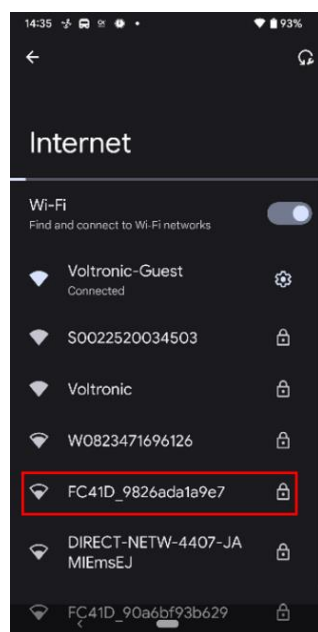 14:35 93%
Internet
Wi-Fi
Find and connect to Wi-Fi networks
Voltronic-Guest
Connected
S0022520034503
Voltronic
W0823471696126
FC41D_9826ada1a9e7
DIRECT-NETW-4407-JA
MIEmsEJ
FC41D_90a6bf93b629